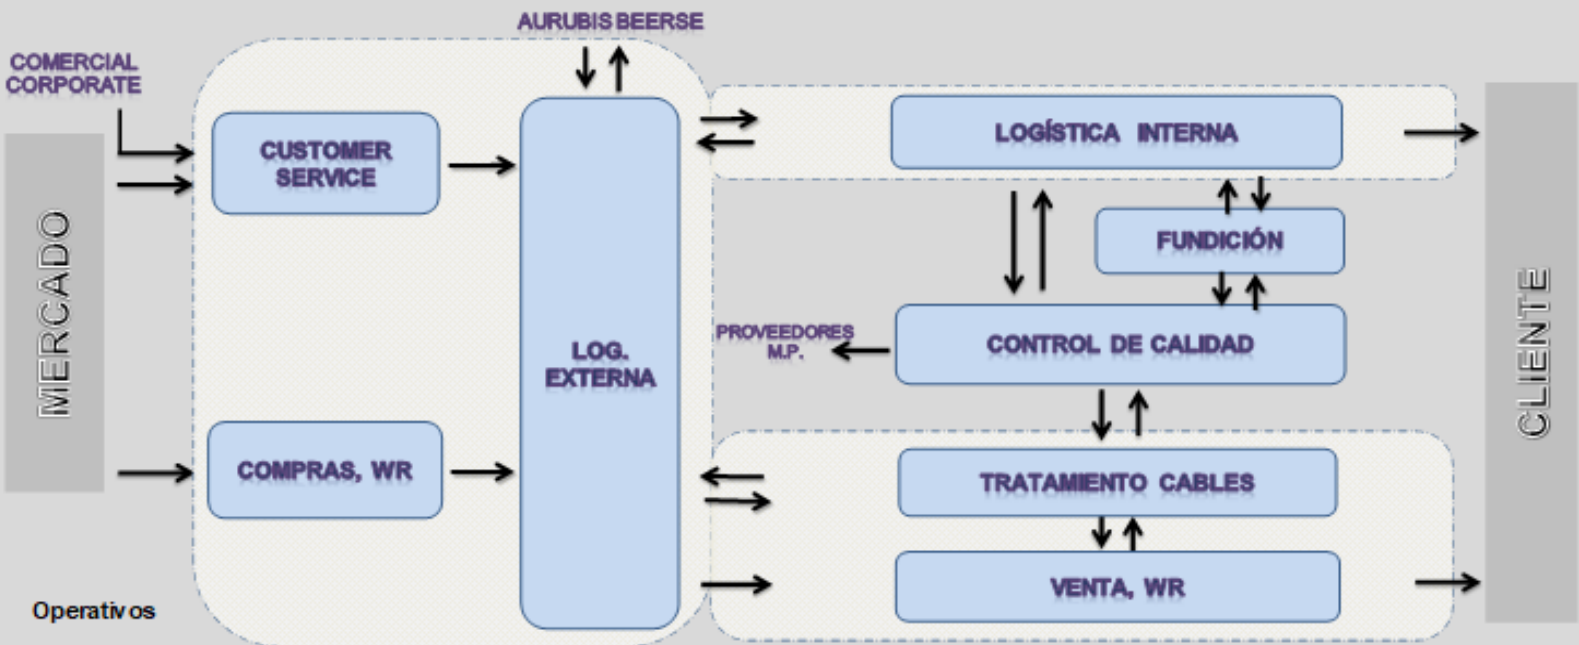 AURUBIS BEERSE
COMERCIAL
CORPORATE
MERCADO
CUSTOMER
SERVICE
COMPRAS, WR
LOG.
EXTERNA
LOGÍSTICA INTERNA
FUNDICIÓN
PROVEEDORES
M.P.
CONTROL DE CALIDAD
TRATAMIENTO CABLES
VENTA, WR
CLIENTE
Operativos